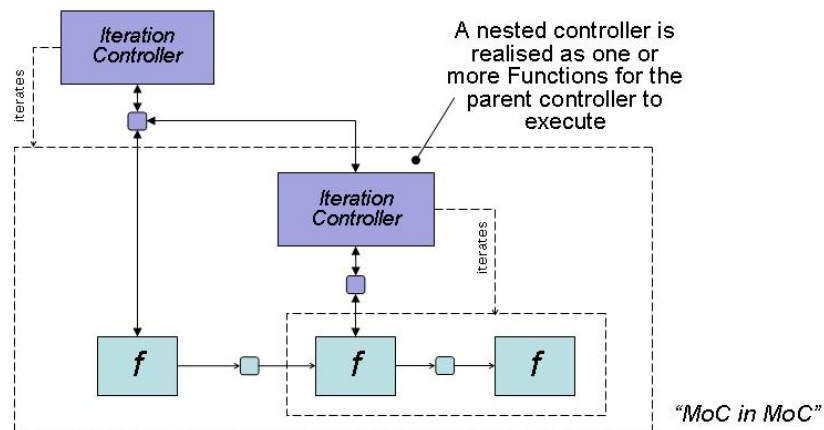 Iteration
Controller
A nested controller is
realised as one or
more Functions for the
parent controller to
execute
iterates
Iteration
Controller
iterates
f
f
f
"MoC in MoC"